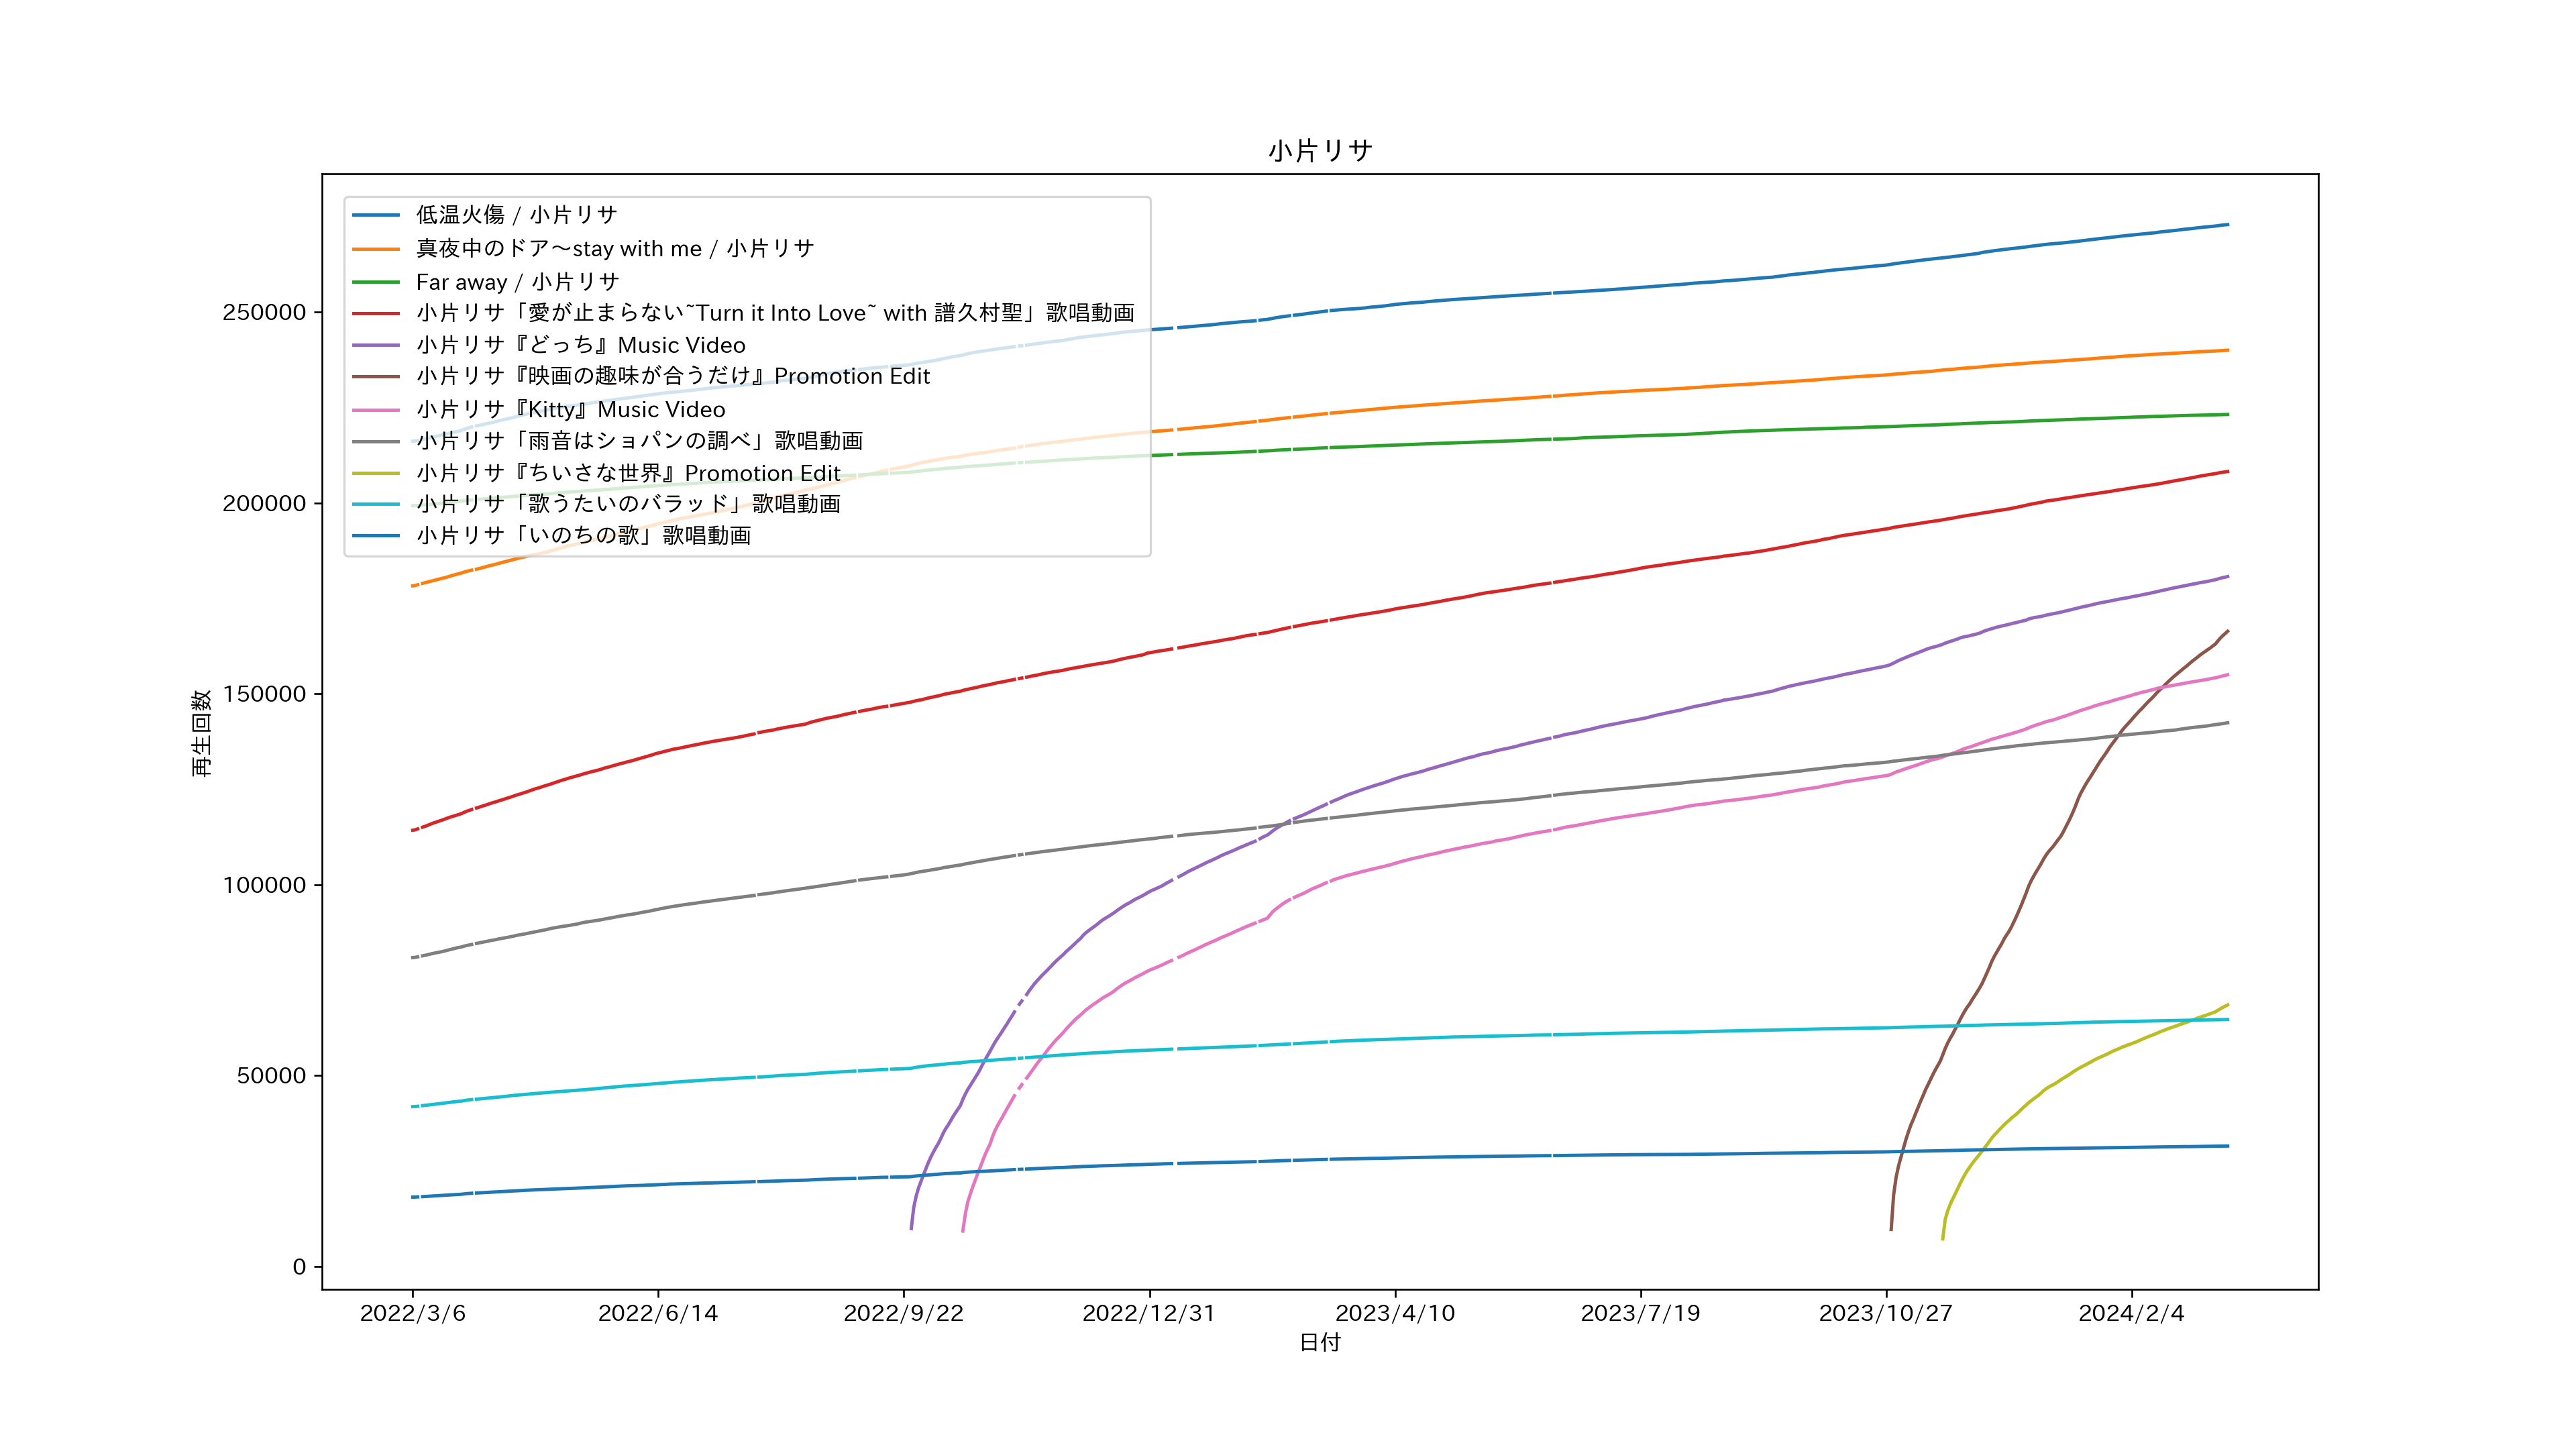 小片リサ
低温火傷 / 小片リサ
真夜中のドア〜stay with me / 小片リサ
Far away / 小片リサ
小片リサ「愛が止まらない~Turn it Into Love~ with 譜久村聖」歌唱動画
小片リサ『どっち』Music Video
小片リサ『映画の趣味が合うだけ』Promotion Edit
小片リサ『Kitty』Music Video
小片リサ「雨音はショパンの調べ」歌唱動画
小片リサ『ちいさな世界』Promotion Edit
小片リサ「歌うたいのバラッド」歌唱動画
小片リサ「いのちの歌」歌唱動画
再生回数
250000
200000
150000
100000
50000
0
2022/3/6 2022/6/14 2022/9/22 2022/12/31 2023/4/10 2023/7/19 2023/10/27 2024/2/4
日付